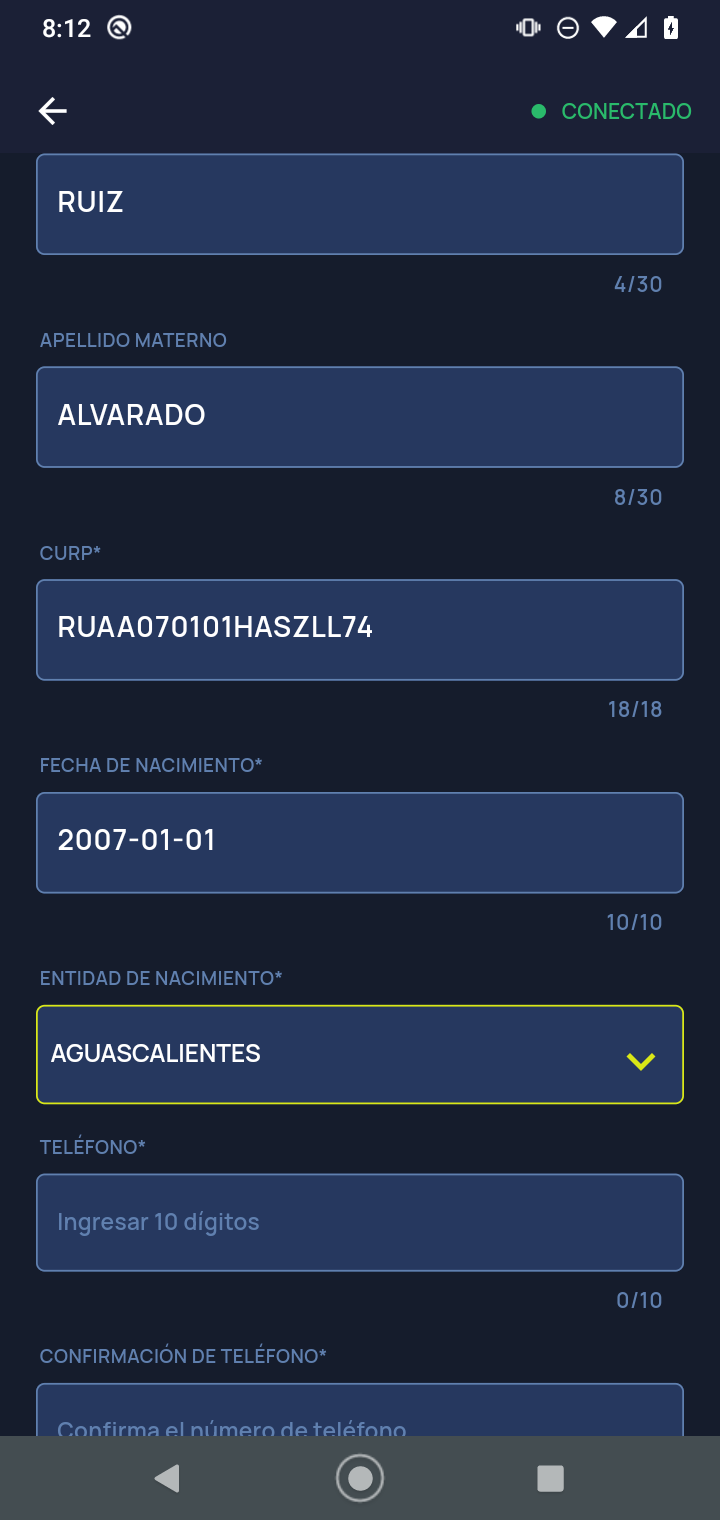 8:12
CONECTADO
RUIZ
4/30
APELLIDO MATERNO
ALVARADO
8/30
CURP*
RUAA070101HASZLL74
18/18
FECHA DE NACIMIENTO*
2007-01-01
10/10
ENTIDAD DE NACIMIENTO*
AGUASCALIENTES
TELÉFONO*
Ingresar 10 dígitos
0/10
CONFIRMACIÓN DE TELÉFONO*
Confirma el número de teléfono